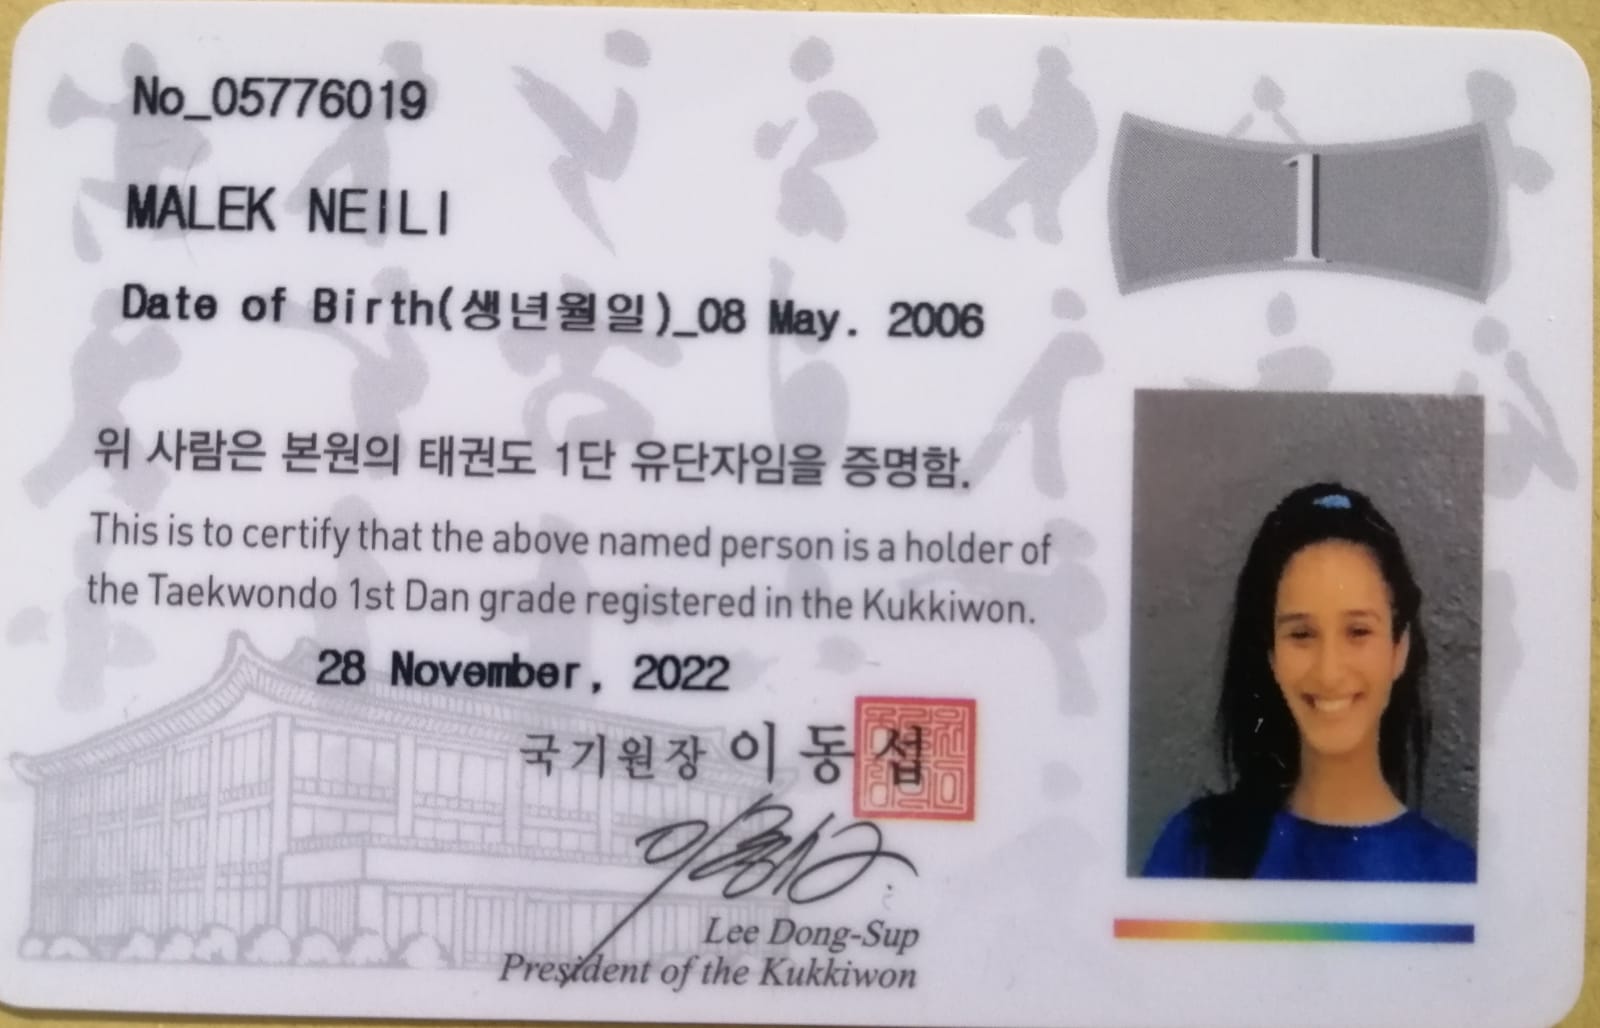 No_05776019
1
MALEK NEILI
Date of Birth(생년월일)_08 May. 2006
위 사람은 본원의 태권도 1단 유단자임을 증명함.
This is to certify that the above named person is a holder of
the Taekwondo 1st Dan grade registered in the Kukkiwon.
28 November, 2022
국기원장 이동섭
Lee Dong-Sup
President of the Kukkiwon